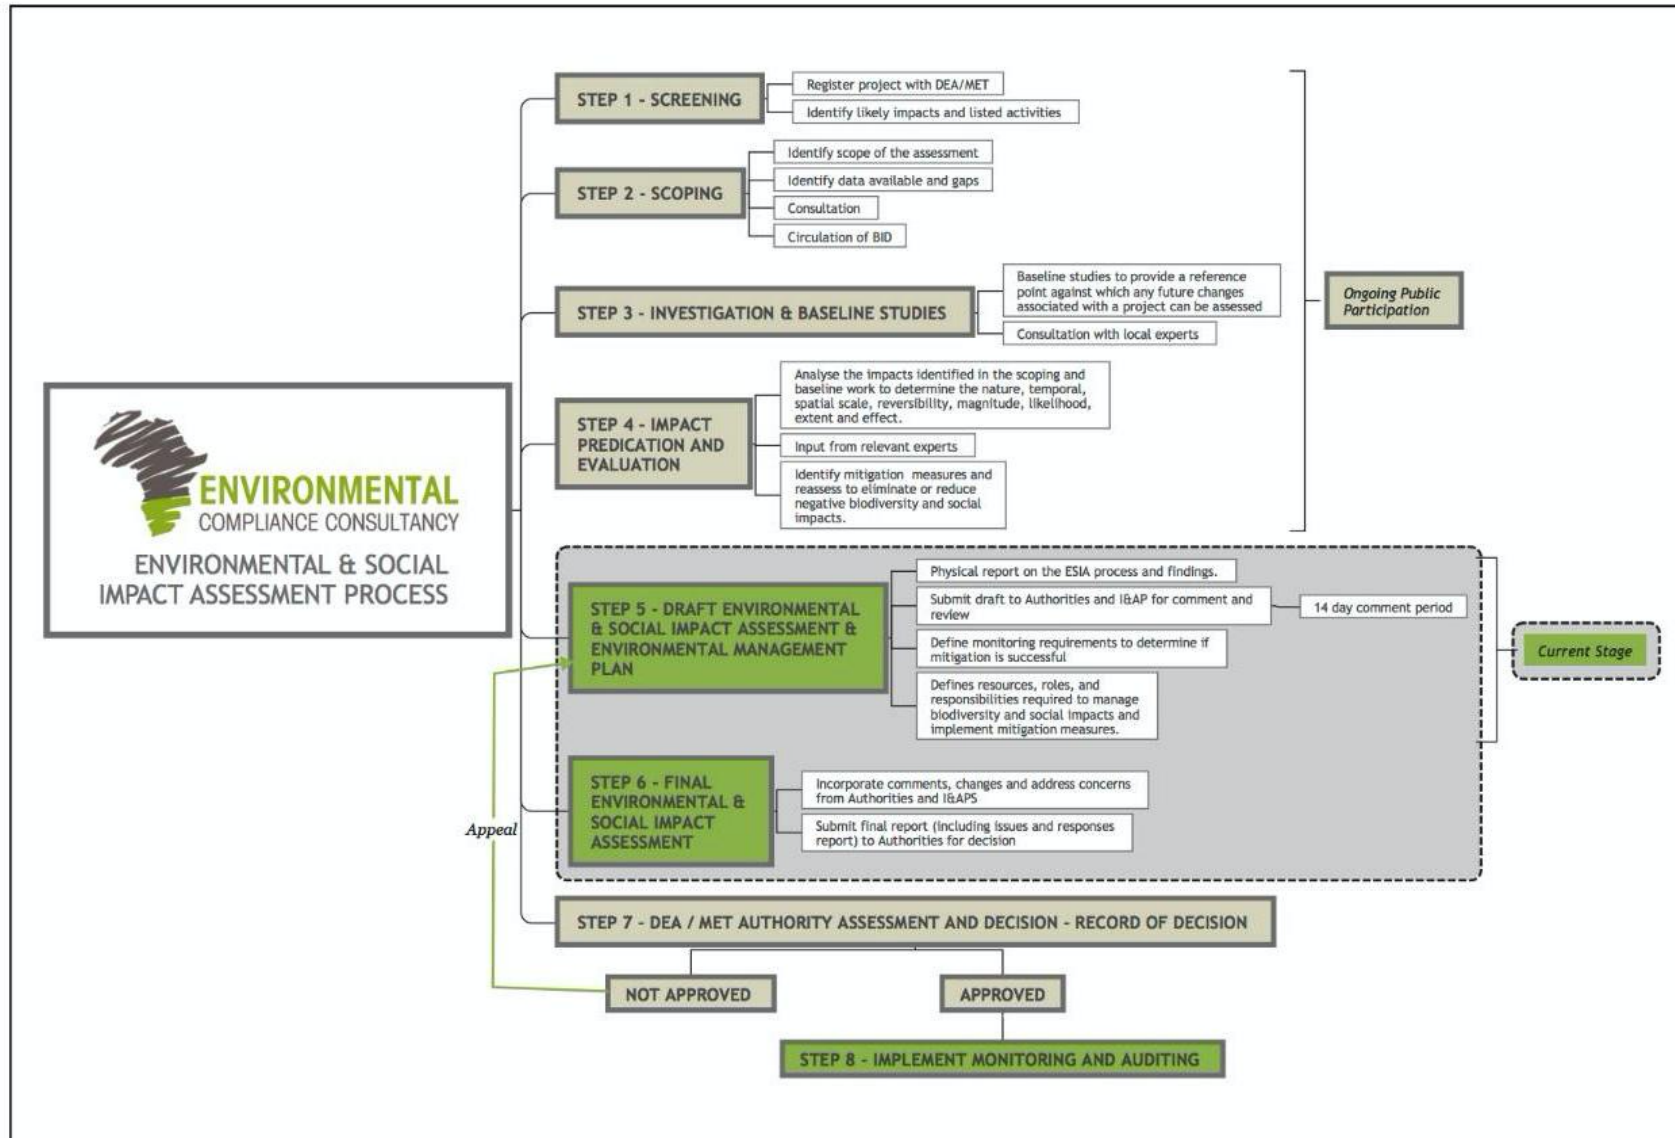 ENVIRONMENTAL
COMPLIANCE CONSULTANCY
ENVIRONMENTAL & SOCIAL
IMPACT ASSESSMENT PROCESS
STEP 1 - SCREENING
Register project with DEA/MET
Identify likely impacts and listed activities
STEP 2 - SCOPING
Identify scope of the assessment
Identify data available and gaps
Consultation
Circulation of BID
STEP 3 - INVESTIGATION & BASELINE STUDIES
Baseline studies to provide a reference
point against which any future changes
associated with a project can be assessed
Consultation with local experts
Ongoing Public
Participation
STEP 4 - IMPACT
PREDICATION AND
EVALUATION
Analyse the impacts identified in the scoping and
baseline work to determine the nature, temporal,
spatial scale, reversibility, magnitude, likelihood,
extent and effect.
Input from relevant experts
Identify mitigation measures and
reassess to eliminate or reduce
negative biodiversity and social
impacts.
STEP 5 - DRAFT ENVIRONMENTAL
& SOCIAL IMPACT ASSESSMENT &
ENVIRONMENTAL MANAGEMENT
PLAN
Physical report on the ESIA process and findings.
Submit draft to Authorities and I&AP for comment and
review
14 day comment period
Define monitoring requirements to determine if
mitigation is successful
Defines resources, roles, and
responsibilities required to manage
biodiversity and social impacts and
implement mitigation measures.
Current Stage
STEP 6 - FINAL
ENVIRONMENTAL &
SOCIAL IMPACT
ASSESSMENT
Incorporate comments, changes and address concerns
from Authorities and I&APS
Submit final report (including issues and responses
report) to Authorities for decision
Appeal
STEP 7 - DEA / MET AUTHORITY ASSESSMENT AND DECISION - RECORD OF DECISION
NOT APPROVED
APPROVED
STEP 8 - IMPLEMENT MONITORING AND AUDITING